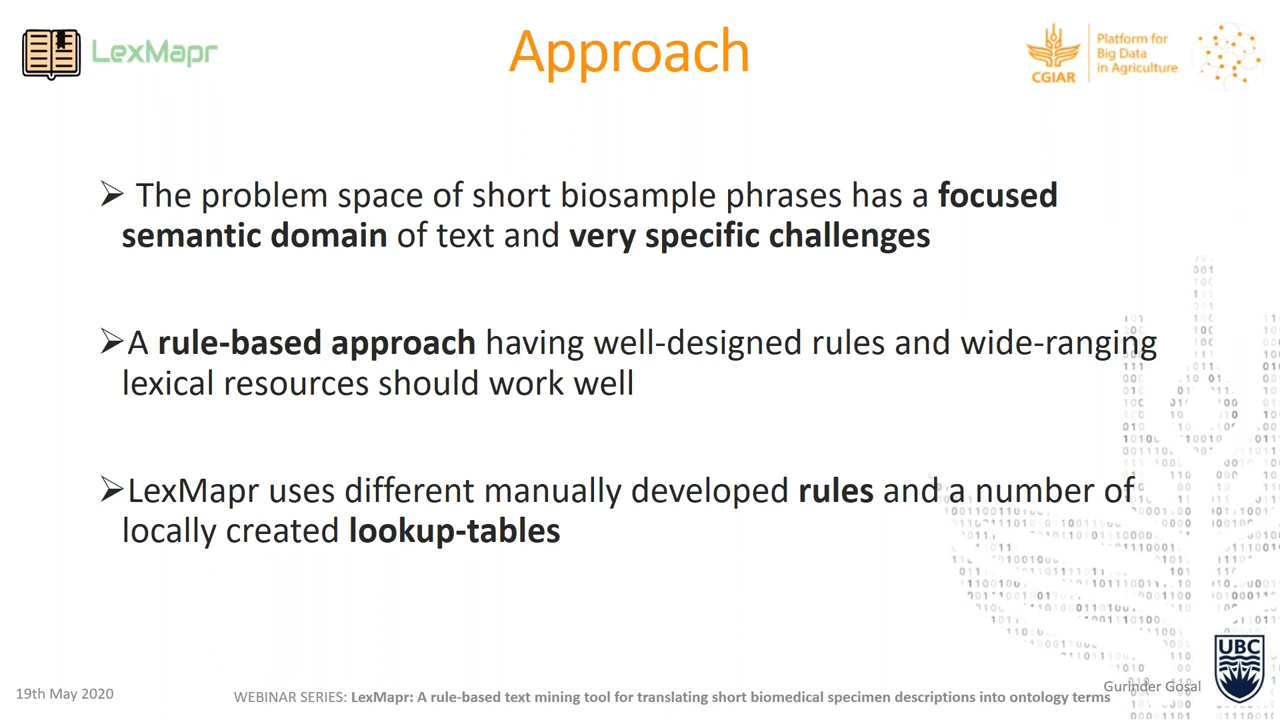 LexMapr
Approach
CGIAR
Platform for
Big Data
in Agriculture
➢ The problem space of short biosample phrases has a focused
semantic domain of text and very specific challenges
➢A rule-based approach having well-designed rules and wide-ranging
lexical resources should work well
➢LexMapr uses different manually developed rules and a number of
locally created lookup-tables
UBC
19th May 2020
WEBINAR SERIES: LexMapr: A rule-based text mining tool for translating short biomedical specimen descriptions into ontology terms
Gurinder Gosal